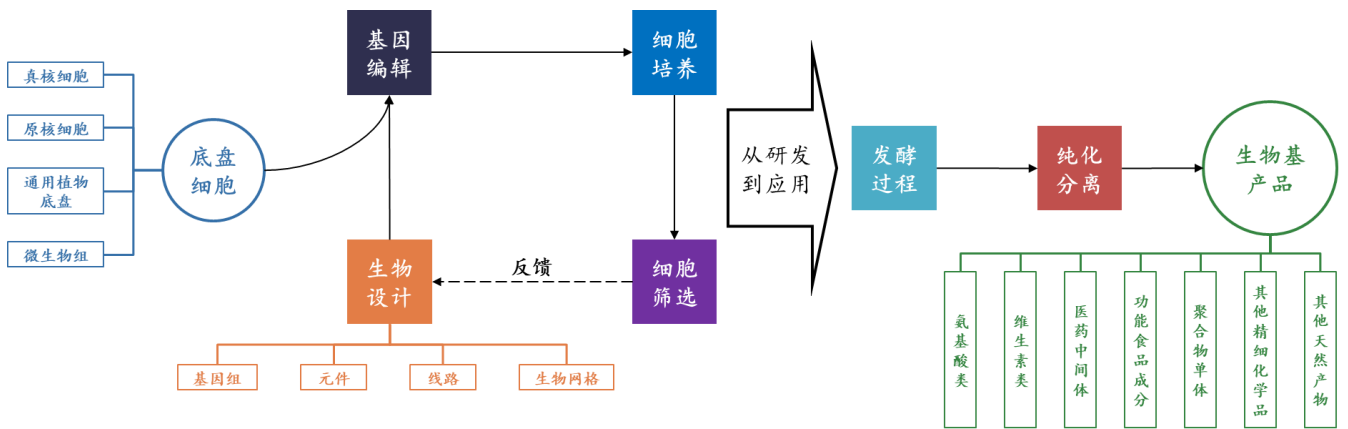 真核细胞
原核细胞
通用植物
底盘
微生物组
底盘
细胞
基因
编辑
细胞
培养
生物
设计
反馈
细胞
筛选
基因组
元件
线路
生物网格
从研发
到应用
发酵
过程
纯化
分离
生物基
产品
氨基酸类
维生素类
医药中间体
功能食品成分
聚合物单体
其他精细化学品
其他天然产物